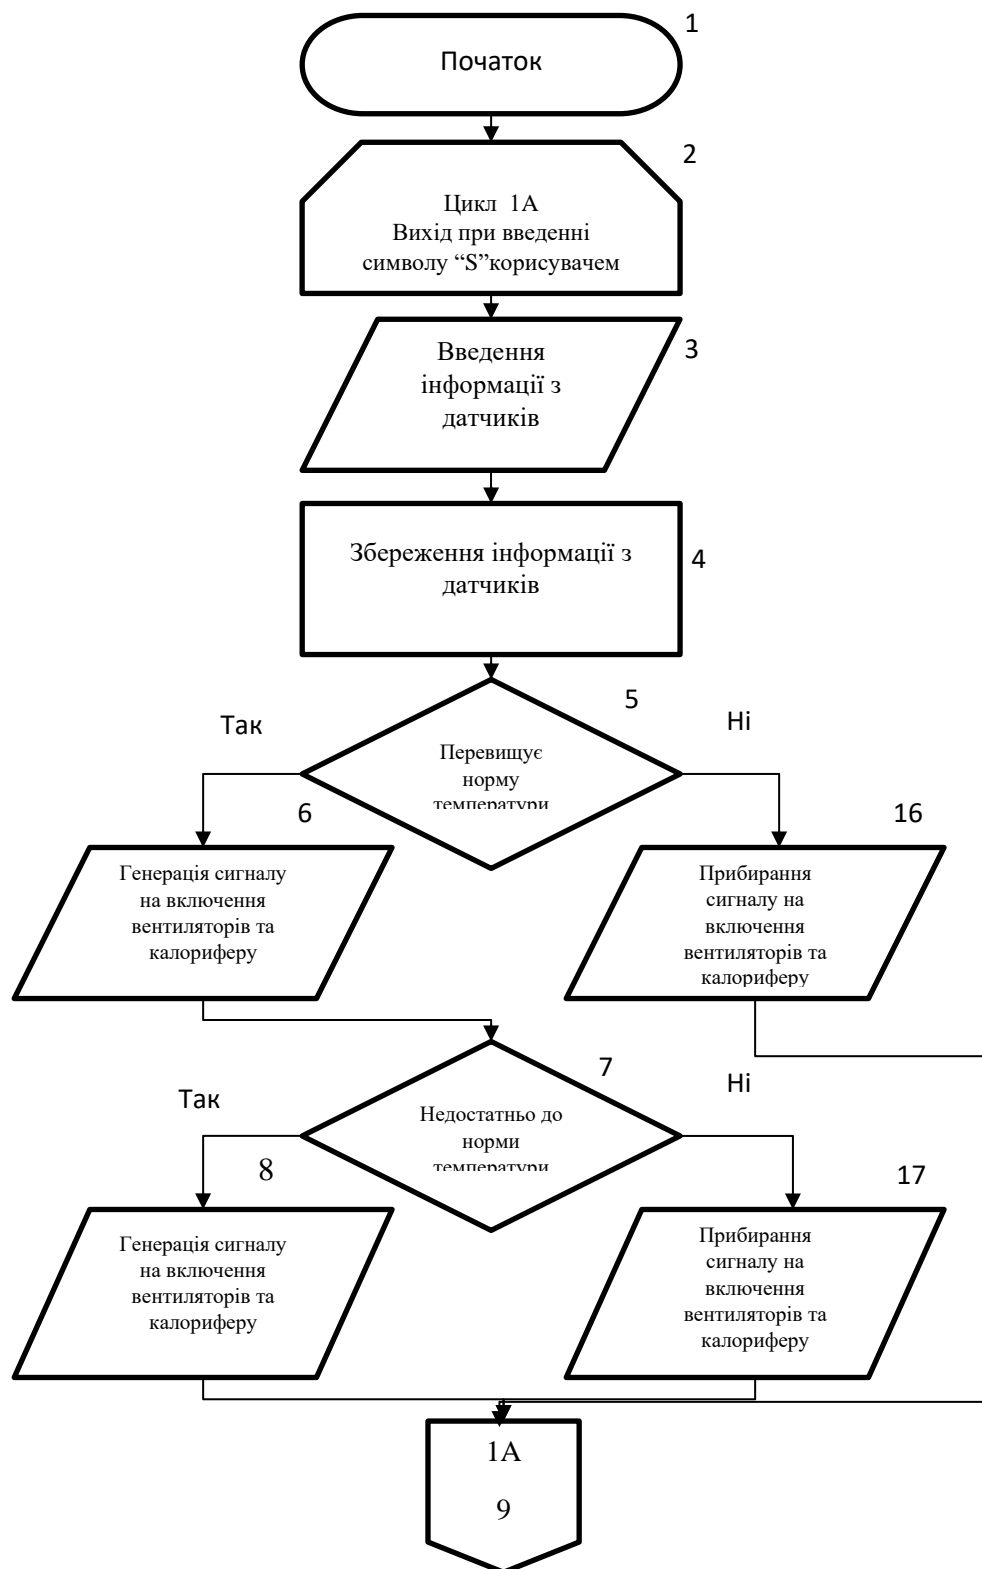 1
Початок
2
Цикл 1А
Вихід при введенні
символу “S”корисувачем
3
Введення
інформації з
датчиків
4
Збереження інформації з
датчиків
5
Так
Ні
Перевищує
норму
температури
6
16
Генерація сигналу
на включення
вентиляторів та
калориферу
Прибирання
сигналу на
включення
вентиляторів та
калориферу
7
Так
Ні
Недостатньо до
норми
температури
8
17
Генерація сигналу
на включення
вентиляторів та
калориферу
Прибирання
сигналу на
включення
вентиляторів та
калориферу
1А
9